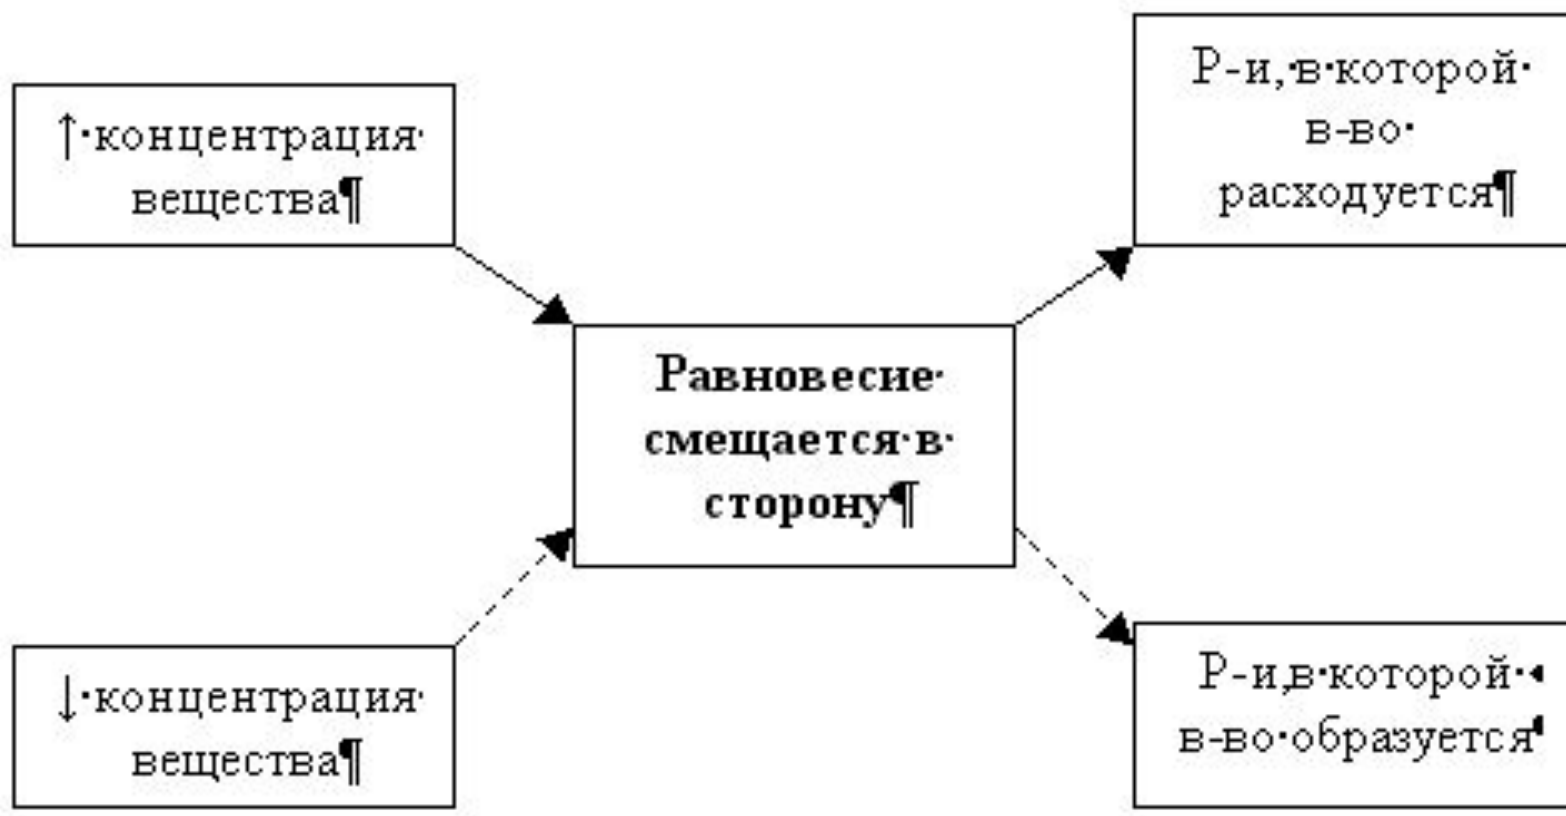 ↑·концентрация·
вещества¶
Р-и,·в·которой·
в-во·
расходуется¶
Равновесие·
смещается·в·
сторону¶
↓·концентрация·
вещества¶
Р-и,в·которой·
в-во·образуется¶